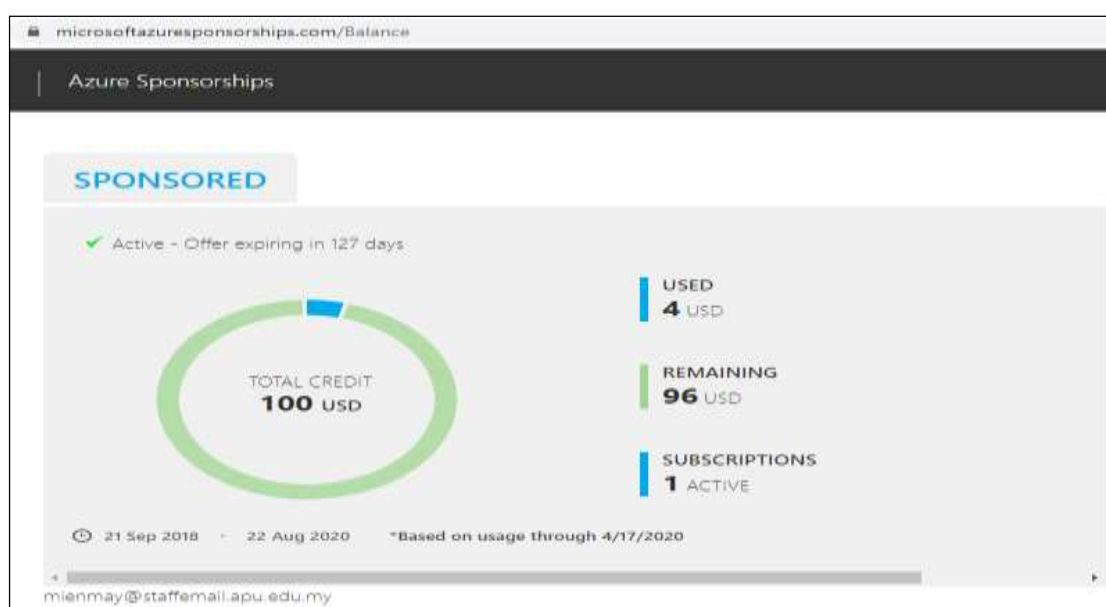 microsoftazuresponsorships.com/Balance
Azure Sponsorships
SPONSORED
Active - Offer expiring in 127 days
USED
4 USD
TOTAL CREDIT
100 USD
REMAINING
96 USD
SUBSCRIPTIONS
1 ACTIVE
21 Sep 2018 - 22 Aug 2020 *Based on usage through 4/17/2020
mienmay@staffemail.apu.edu.my